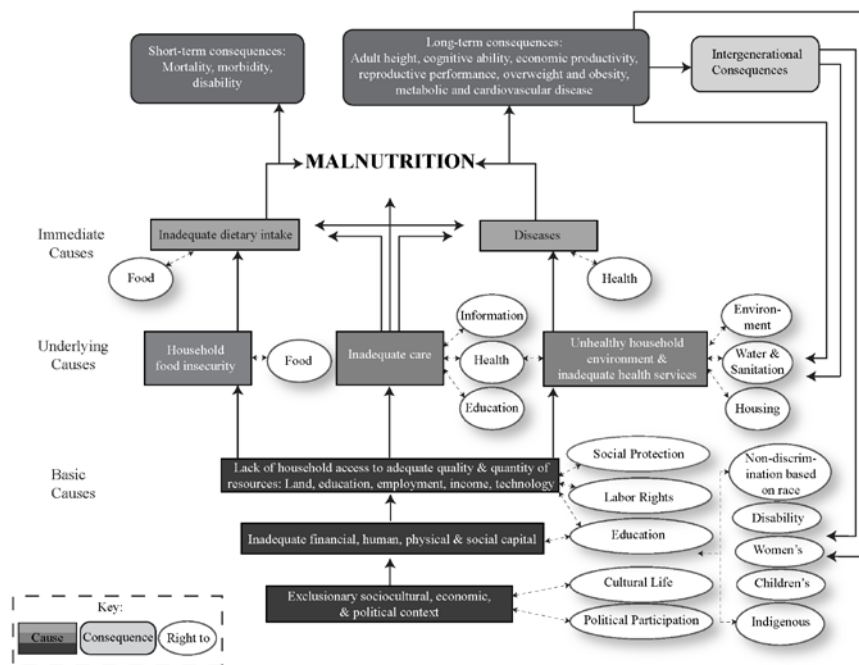 Short-term consequences:
Mortality, morbidity,
disability
Long-term consequences:
Adult height, cognitive ability, economic productivity,
reproductive performance, overweight and obesity,
metabolic and cardiovascular disease
Intergenerational
Consequences
MALNUTRITION
Immediate
Causes
Inadequate dietary intake
Diseases
Food
Health
Underlying
Causes
Household
food insecurity
Food
Inadequate care
Information
Health
Education
Unhealthy household
environment &
inadequate health services
Environ-
ment
Water &
Sanitation
Housing
Basic
Causes
Lack of household access to adequate quality & quantity of
resources: Land, education, employment, income, technology
Social Protection
Labor Rights
Education
Non-discrim-
ination based
on race
Disability
Women's
Children's
Indigenous
Inadequate financial, human, physical & social capital
Exclusionary sociocultural, economic,
& political context
Cultural Life
Political Participation
Key:
Cause
Consequence
Right to